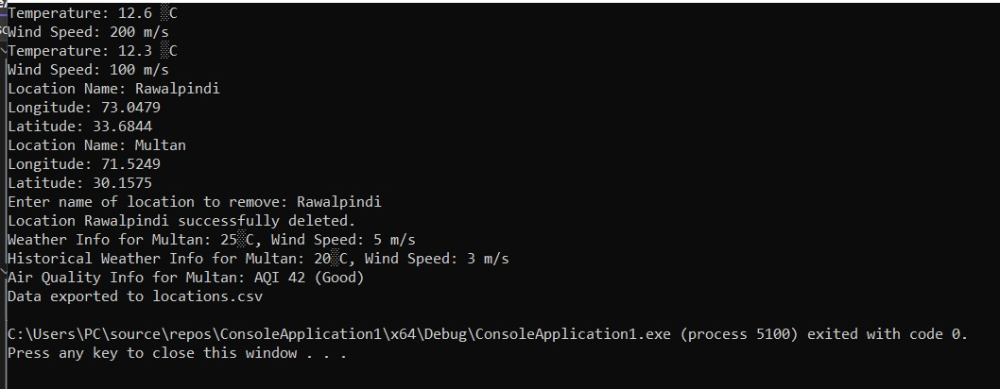 Temperature: 12.6 ░C
Wind Speed: 200 m/s
Temperature: 12.3 ░C
Wind Speed: 100 m/s
Location Name: Rawalpindi
Longitude: 73.0479
Latitude: 33.6844
Location Name: Multan
Longitude: 71.5249
Latitude: 30.1575
Enter name of location to remove: Rawalpindi
Location Rawalpindi successfully deleted.
Weather Info for Multan: 25░C, Wind Speed: 5 m/s
Historical Weather Info for Multan: 20░C, Wind Speed: 3 m/s
Air Quality Info for Multan: AQI 42 (Good)
Data exported to locations.csv
C:\Users\PC\source\repos\ConsoleApplication1\x64\Debug\ConsoleApplication1.exe (process 5100) exited with code 0.
Press any key to close this window . . .